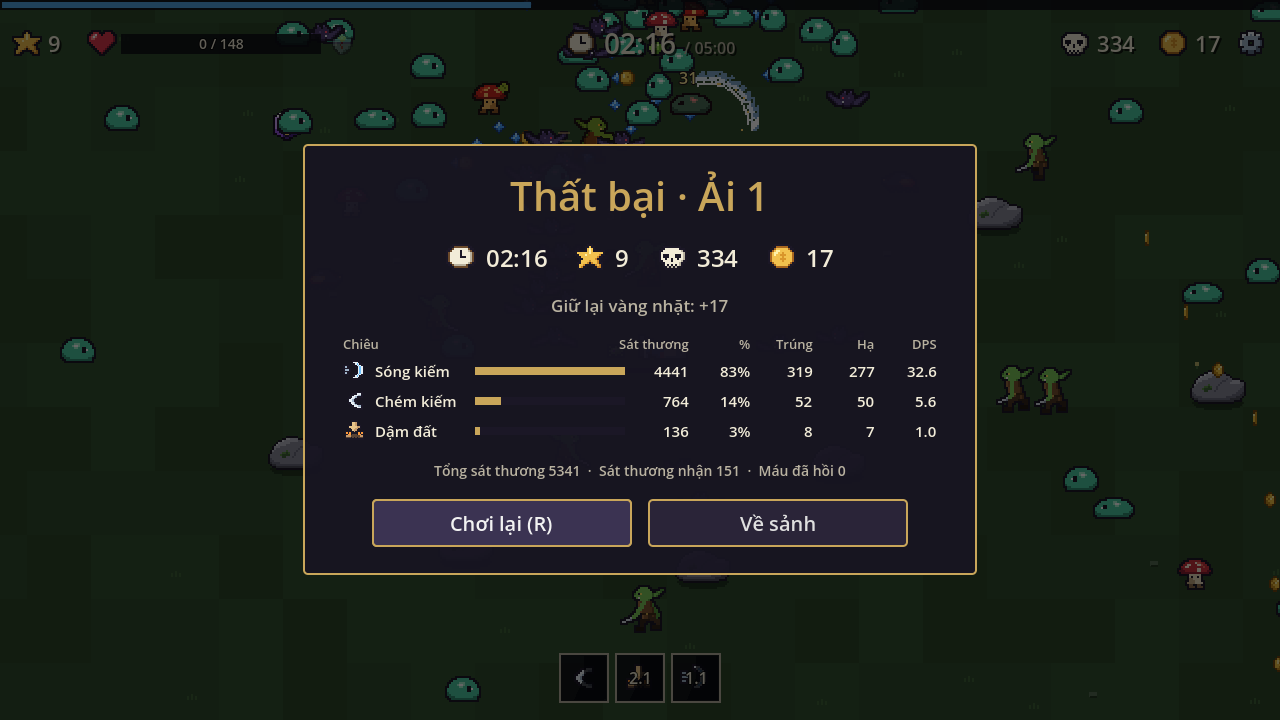 9 0 / 148 02:16 / 05:00 334 17
Thất bại · Ải 1
02:16 9 334 17
Giữ lại vàng nhặt: +17
Chiêu Sát thương % Trúng Hạ DPS
Sóng kiếm 4441 83% 319 277 32.6
Chém kiếm 764 14% 52 50 5.6
Dậm đất 136 3% 8 7 1.0
Tổng sát thương 5341 · Sát thương nhận 151 · Máu đã hồi 0
Chơi lại (R) Về sảnh
2.1 1.1